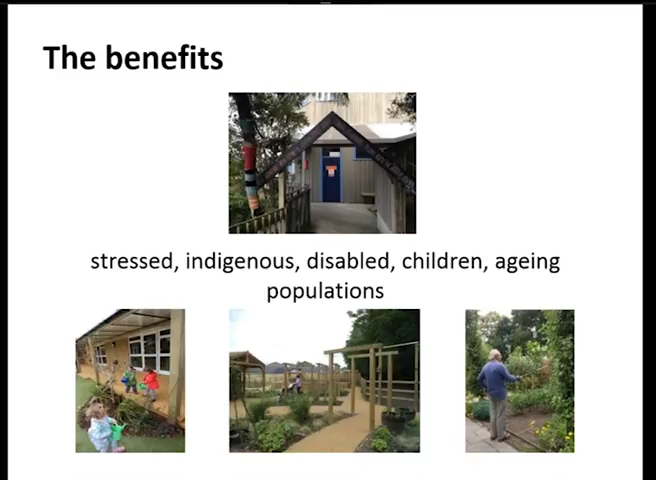 The benefits
stressed, indigenous, disabled, children, ageing
populations